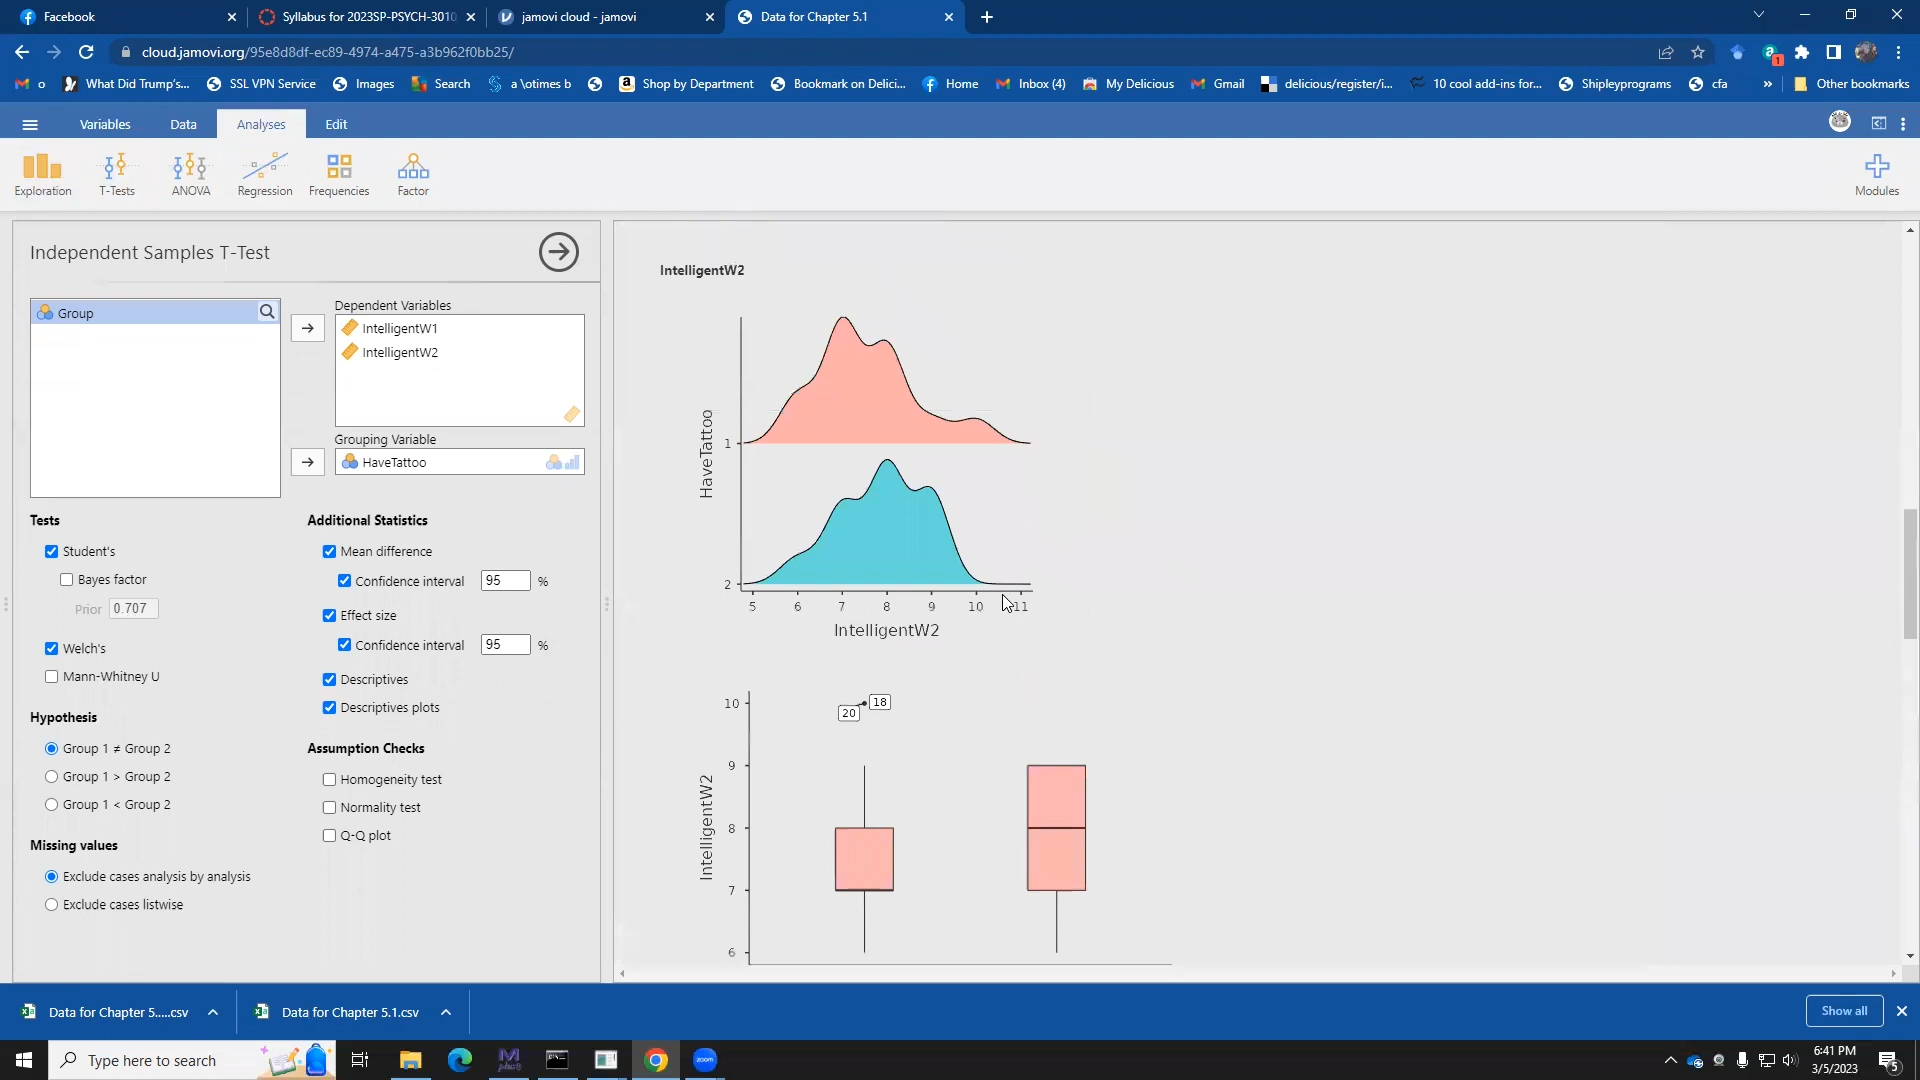 Facebook
Syllabus for 2023SP-PSYCH-3010
jamovi cloud - jamovi
Data for Chapter 5.1
cloud.jamovi.org/95e8d8df-ec89-4974-a475-a3b962f0bb25/
1
o
What Did Trump's...
SSL VPN Service
Images
Search
a \otimes b
Shop by Department
Bookmark on Delici...
Home
Inbox (4)
My Delicious
Gmail
delicious/register/i...
10 cool add-ins for...
Shipleyprograms
cfa
»
Other bookmarks
Variables
Data
Analyses
Edit
Exploration
T-Tests
ANOVA
Regression
Frequencies
Factor
Modules
Independent Samples T-Test
Group
Dependent Variables
IntelligentW1
IntelligentW2
Grouping Variable
HaveTattoo
Tests
Student's
Bayes factor
Prior 0.707
Welch's
Mann-Whitney U
Hypothesis
Group 1 ≠ Group 2
Group 1 > Group 2
Group 1 < Group 2
Missing values
Exclude cases analysis by analysis
Exclude cases listwise
Additional Statistics
Mean difference
Confidence interval 95 %
Effect size
Confidence interval 95 %
Descriptives
Descriptives plots
Assumption Checks
Homogeneity test
Normality test
Q-Q plot
IntelligentW2
HaveTattoo
1
2
5 6 7 8 9 10 11
IntelligentW2
IntelligentW2
10
9
8
7
6
20
18
Data for Chapter 5.....csv
Data for Chapter 5.1.csv
Show all
Type here to search
zoom
6:41 PM
3/5/2023
5